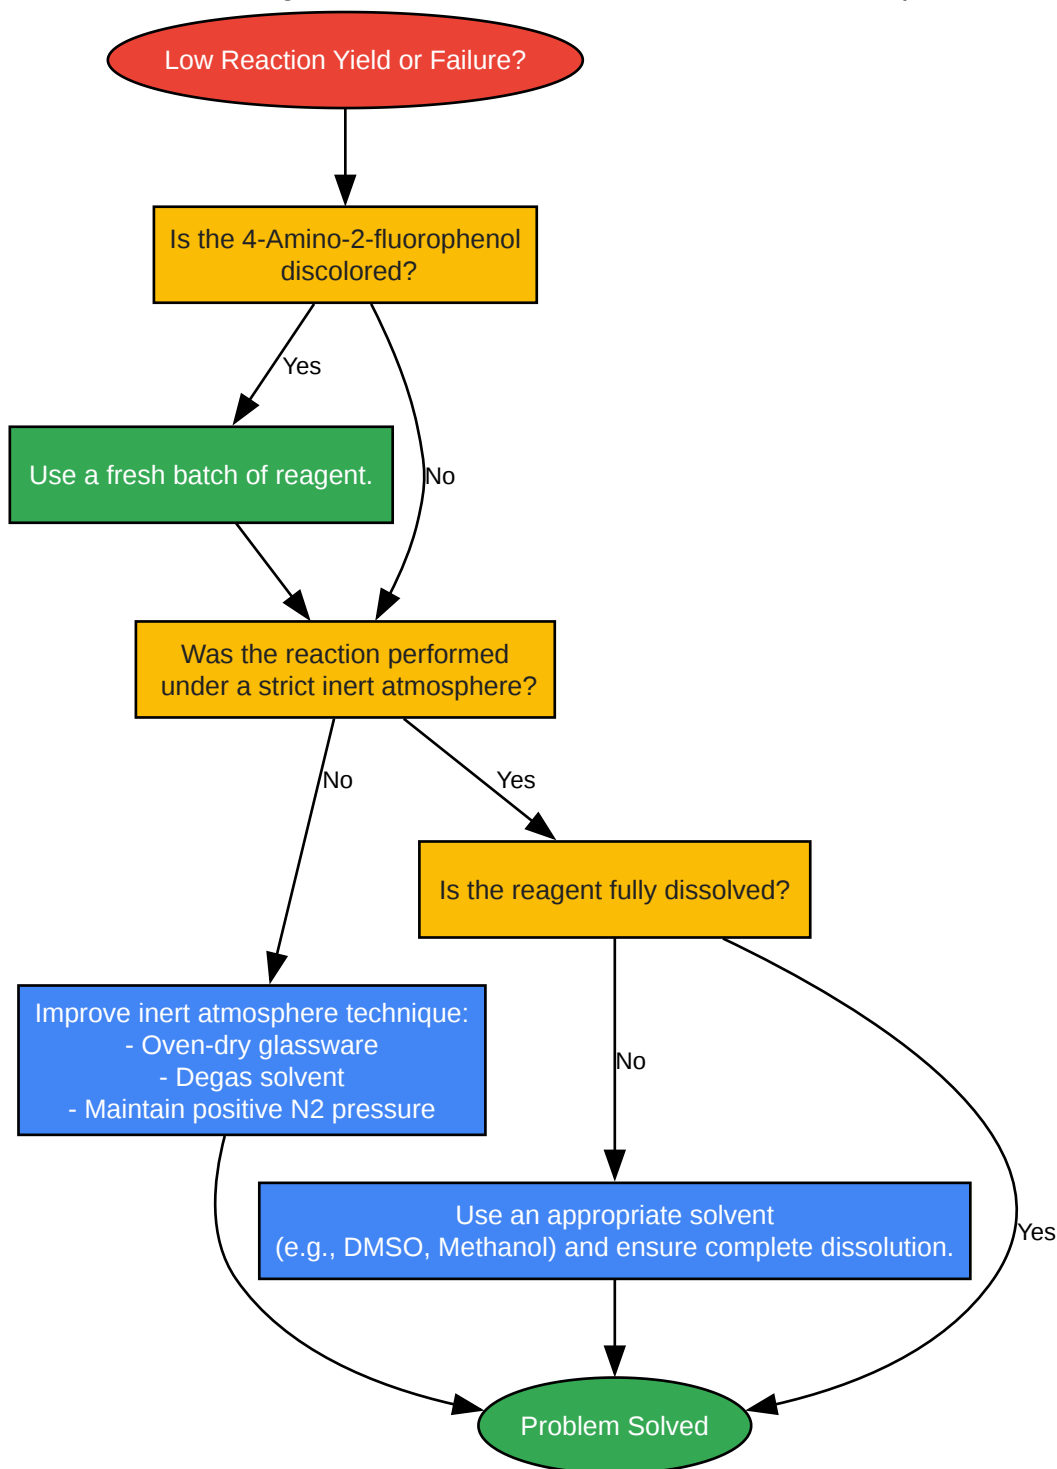 Low Reaction Yield or Failure?
Is the 4-Amino-2-fluorophenol
discolored?
Yes
Use a fresh batch of reagent.
No
Was the reaction performed
under a strict inert atmosphere?
No
Yes
Is the reagent fully dissolved?
Improve inert atmosphere technique:
- Oven-dry glassware
- Degas solvent
- Maintain positive N2 pressure
No
Use an appropriate solvent
(e.g., DMSO, Methanol) and ensure complete dissolution.
Yes
Problem Solved